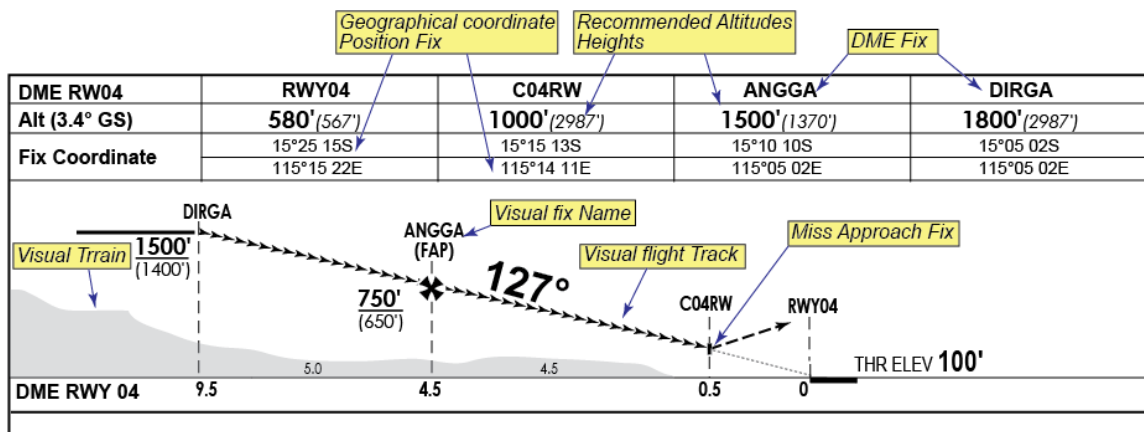 Geographical coordinate
Position Fix
Recommended Altitudes
Heights
DME Fix
DME RW04 RWY04 C04RW ANGGA DIRGA
Alt (3.4° GS) 580'(567') 1000'(2987') 1500'(1370') 1800'(2987')
Fix Coordinate 15°25 15S 15°15 13S 15°10 10S 15°05 02S
115°15 22E 115°14 11E 115°05 02E 115°05 02E
DIRGA
Visual fix Name
ANGGA
(FAP)
Miss Approach Fix
Visual Trrain
1500'
(1400')
Visual flight Track
127°
750'
(650')
C04RW
RWY04
5.0
4.5
THR ELEV 100'
DME RWY 04 9.5 4.5 0.5 0